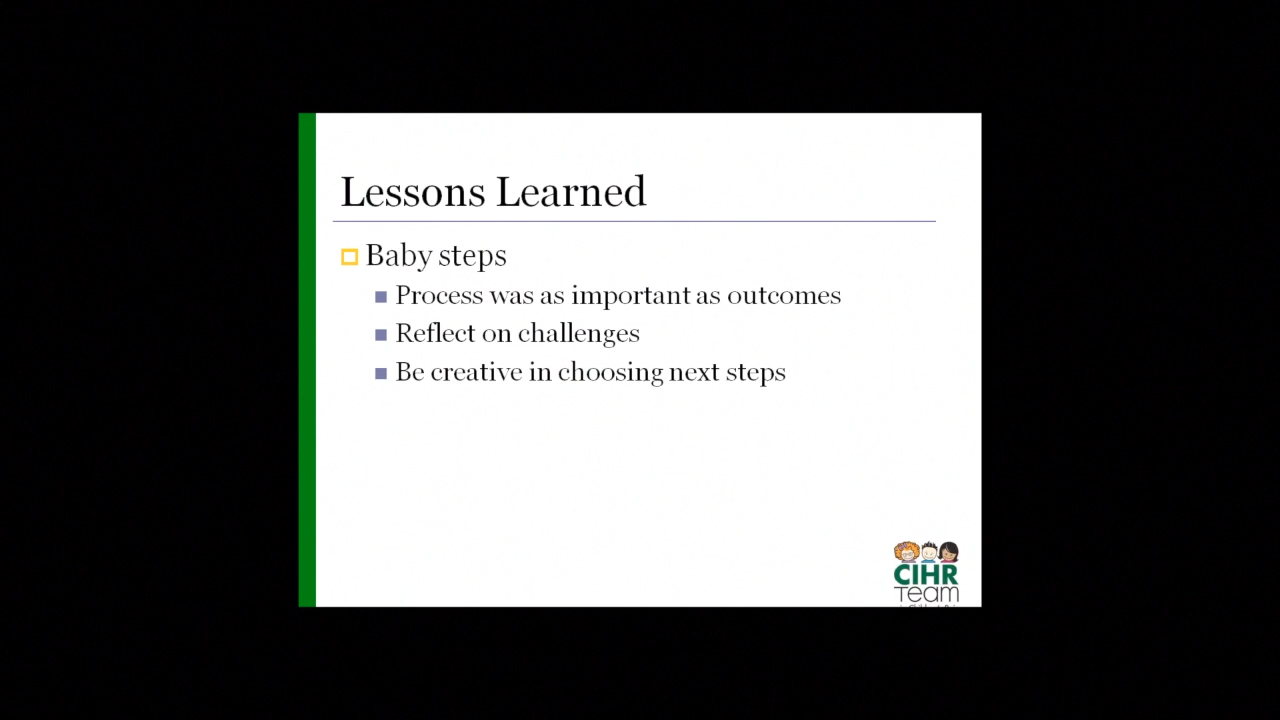 Lessons Learned
Baby steps
Process was as important as outcomes
Reflect on challenges
Be creative in choosing next steps
CIHR
Team